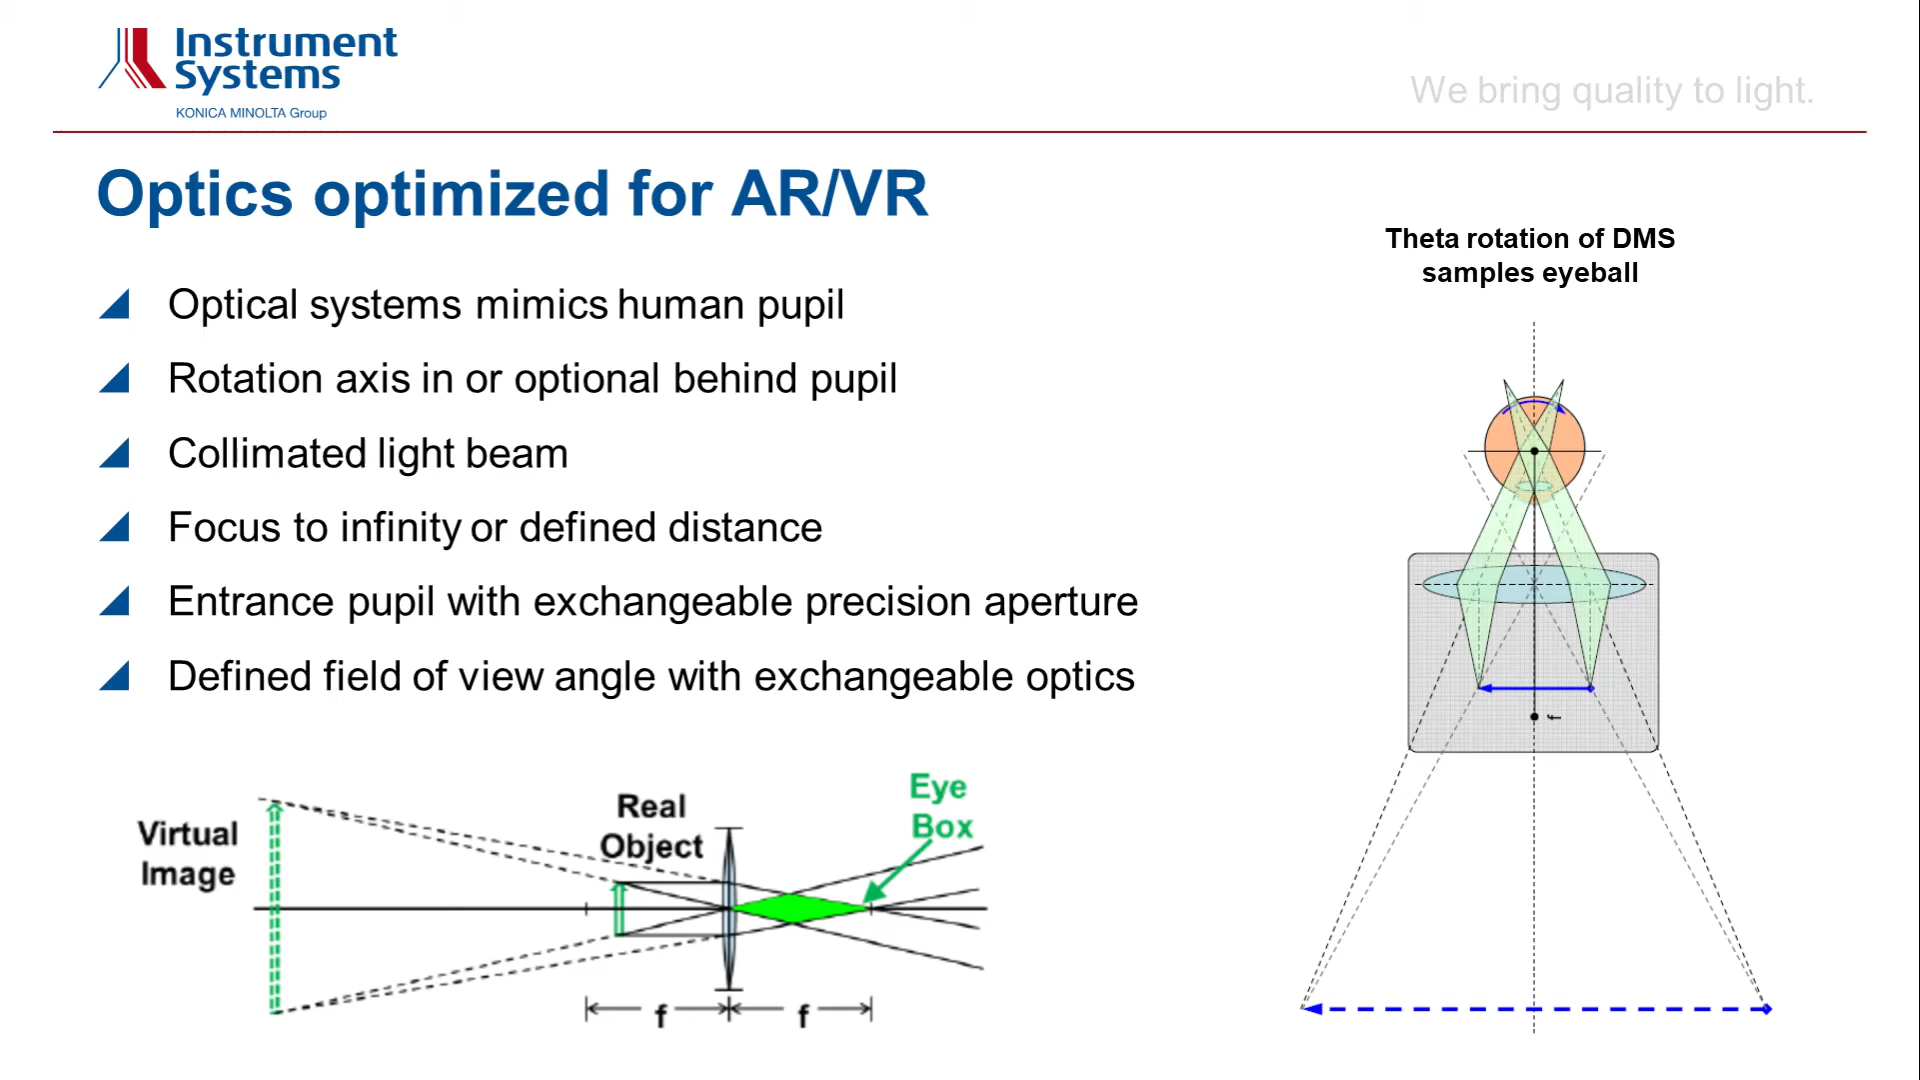 Instrument
Systems
KONICA MINOLTA Group
We bring quality to light.
Optics optimized for AR/VR
Optical systems mimics human pupil
Rotation axis in or optional behind pupil
Collimated light beam
Focus to infinity or defined distance
Entrance pupil with exchangeable precision aperture
Defined field of view angle with exchangeable optics
Theta rotation of DMS
samples eyeball
f
Virtual
Image
Real
Object
Eye
Box
f
f